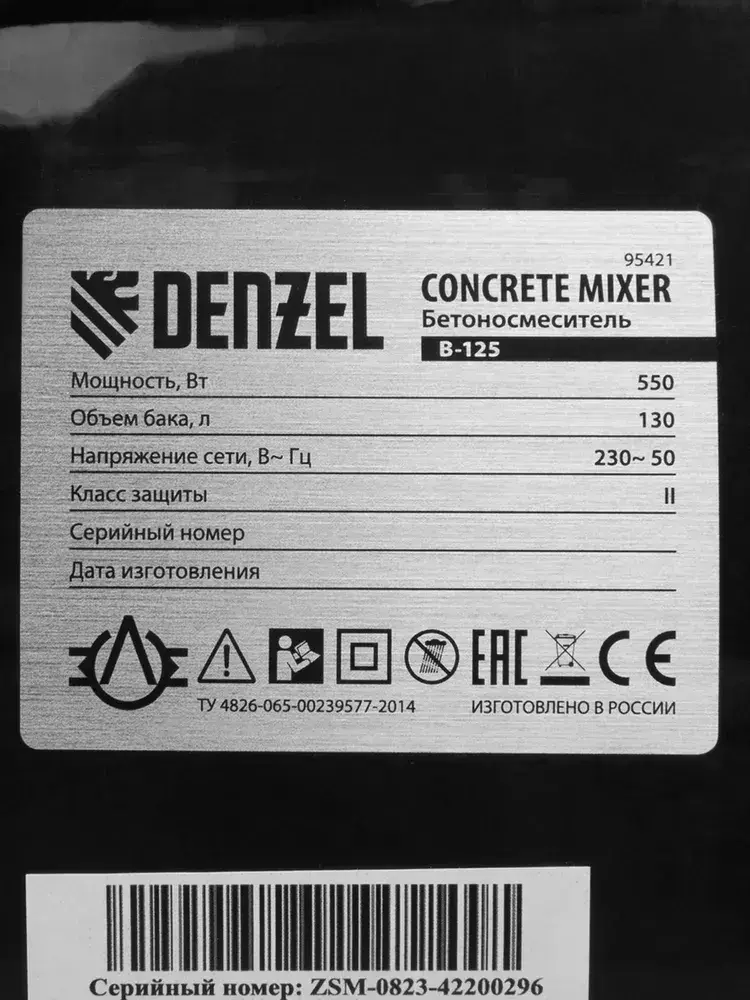 95421
DENZEL
CONCRETE MIXER
Бетоносмеситель
B-125
Мощность, Вт 550
Объем бака, л 130
Напряжение сети, В~ Гц 230~ 50
Класс защиты II
Серийный номер
Дата изготовления
EAC CE
ТУ 4826-065-00239577-2014 ИЗГОТОВЛЕНО В РОССИИ
Серийный номер: ZSM-0823-42200296